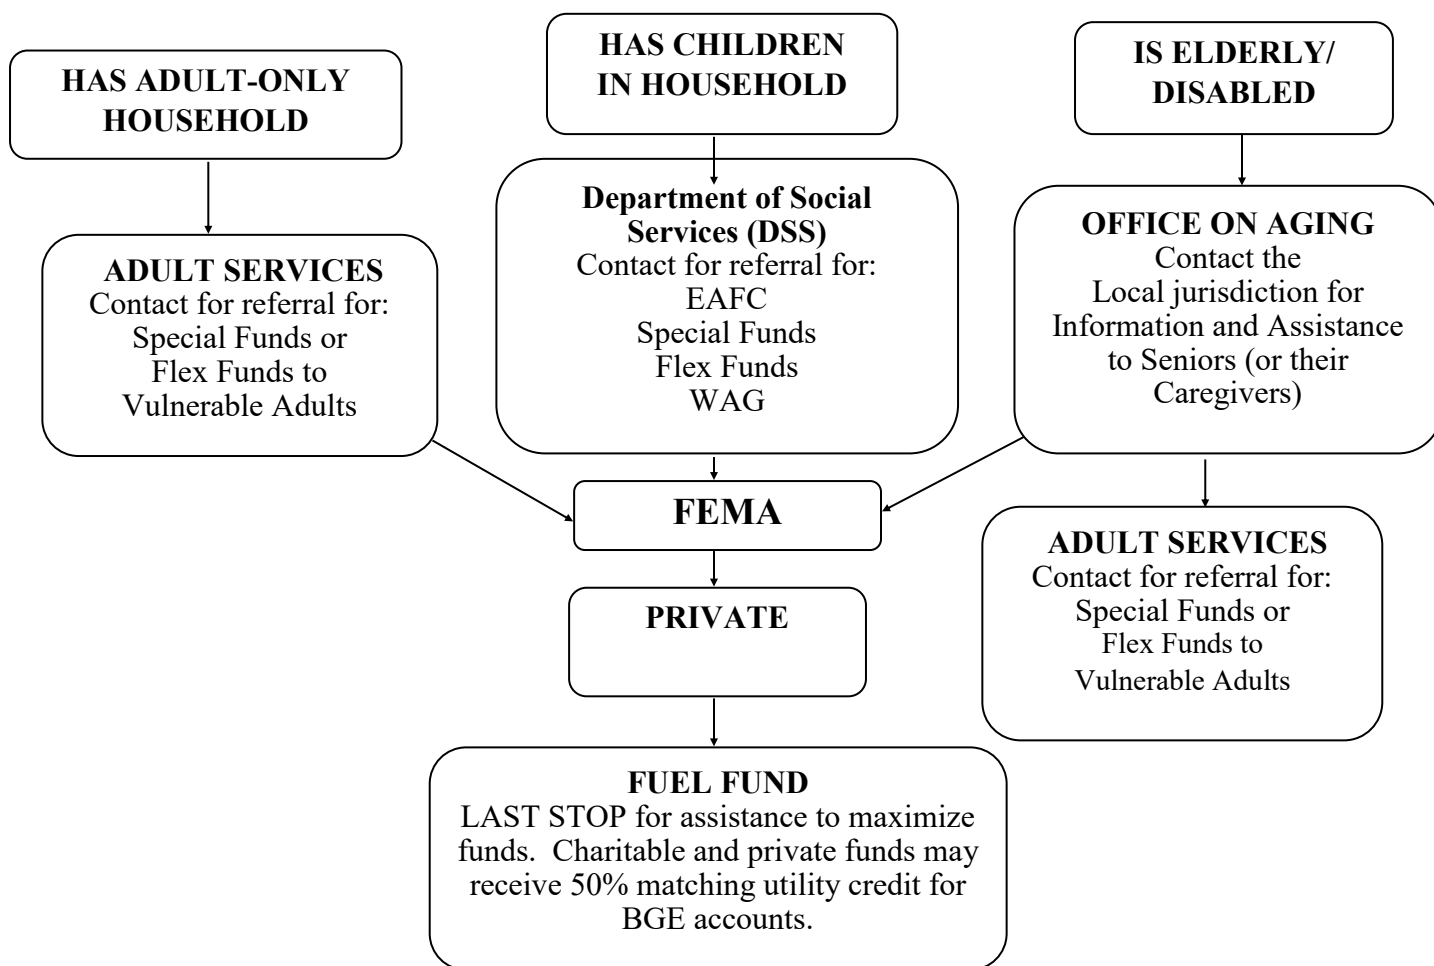 HAS ADULT-ONLY
HOUSEHOLD
HAS CHILDREN
IN HOUSEHOLD
IS ELDERLY/
DISABLED
ADULT SERVICES
Contact for referral for:
Special Funds or
Flex Funds to
Vulnerable Adults
Department of Social
Services (DSS)
Contact for referral for:
EAFC
Special Funds
Flex Funds
WAG
OFFICE ON AGING
Contact the
Local jurisdiction for
Information and Assistance
to Seniors (or their
Caregivers)
FEMA
ADULT SERVICES
Contact for referral for:
Special Funds or
Flex Funds to
Vulnerable Adults
PRIVATE
FUEL FUND
LAST STOP for assistance to maximize
funds.  Charitable and private funds may
receive 50% matching utility credit for
BGE accounts.